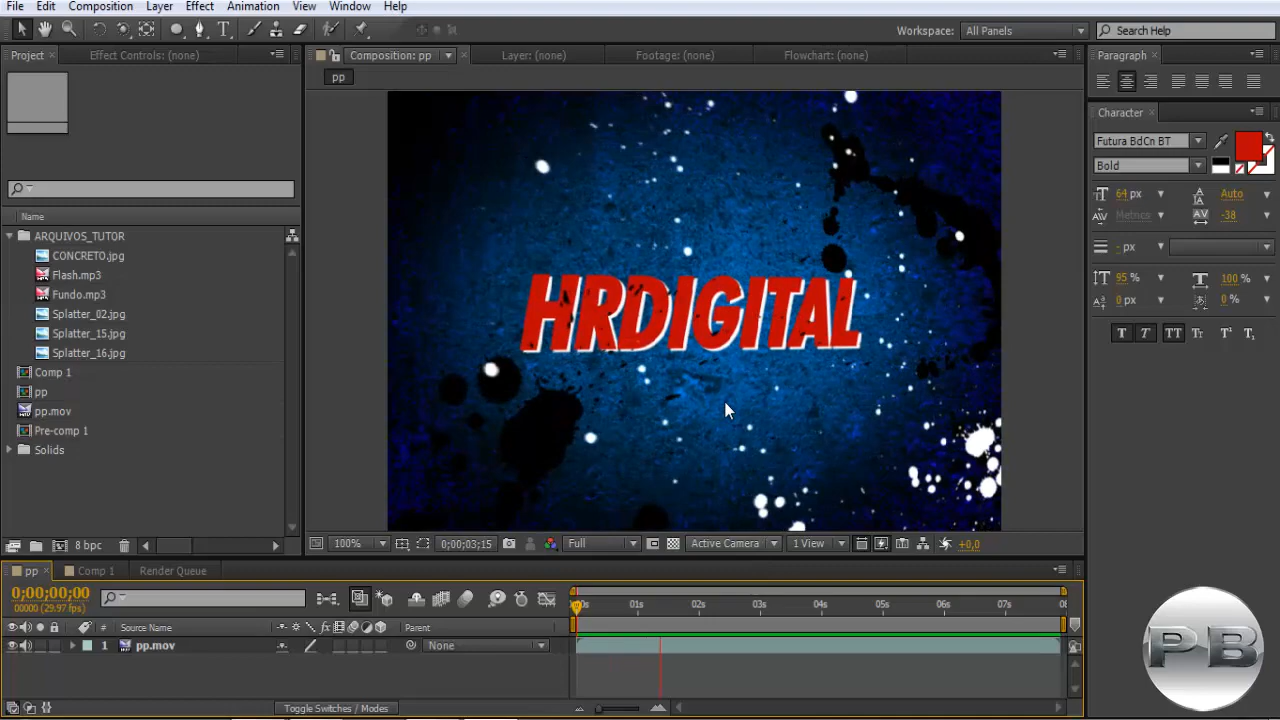 File Edit Composition Layer Effect Animation View Window Help
Workspace: All Panels Search Help
Project Effect Controls: (none) Composition: pp Layer: (none) Footage: (none) Flowchart: (none) Paragraph
pp
Character
Futura BdCn BT
Bold
64 px Auto
Metrics -38
- px
95 % 100 %
0 px 0 %
T T TT Tr T¹ T₁
Name
ARQUIVOS_TUTOR
CONCRETO.jpg
Flash.mp3
Fundo.mp3
Splatter_02.jpg
Splatter_15.jpg
Splatter_16.jpg
Comp 1
pp
pp.mov
Pre-comp 1
Solids
HRDIGITAL
8 bpc 100% 0;00;03;15 Full Active Camera 1 View +0,0
pp Comp 1 Render Queue
0;00;00;00
00000 (29.97 fps)
01s 02s 03s 04s 05s 06s 07s
# Source Name Parent
1 pp.mov None
Toggle Switches / Modes
PB